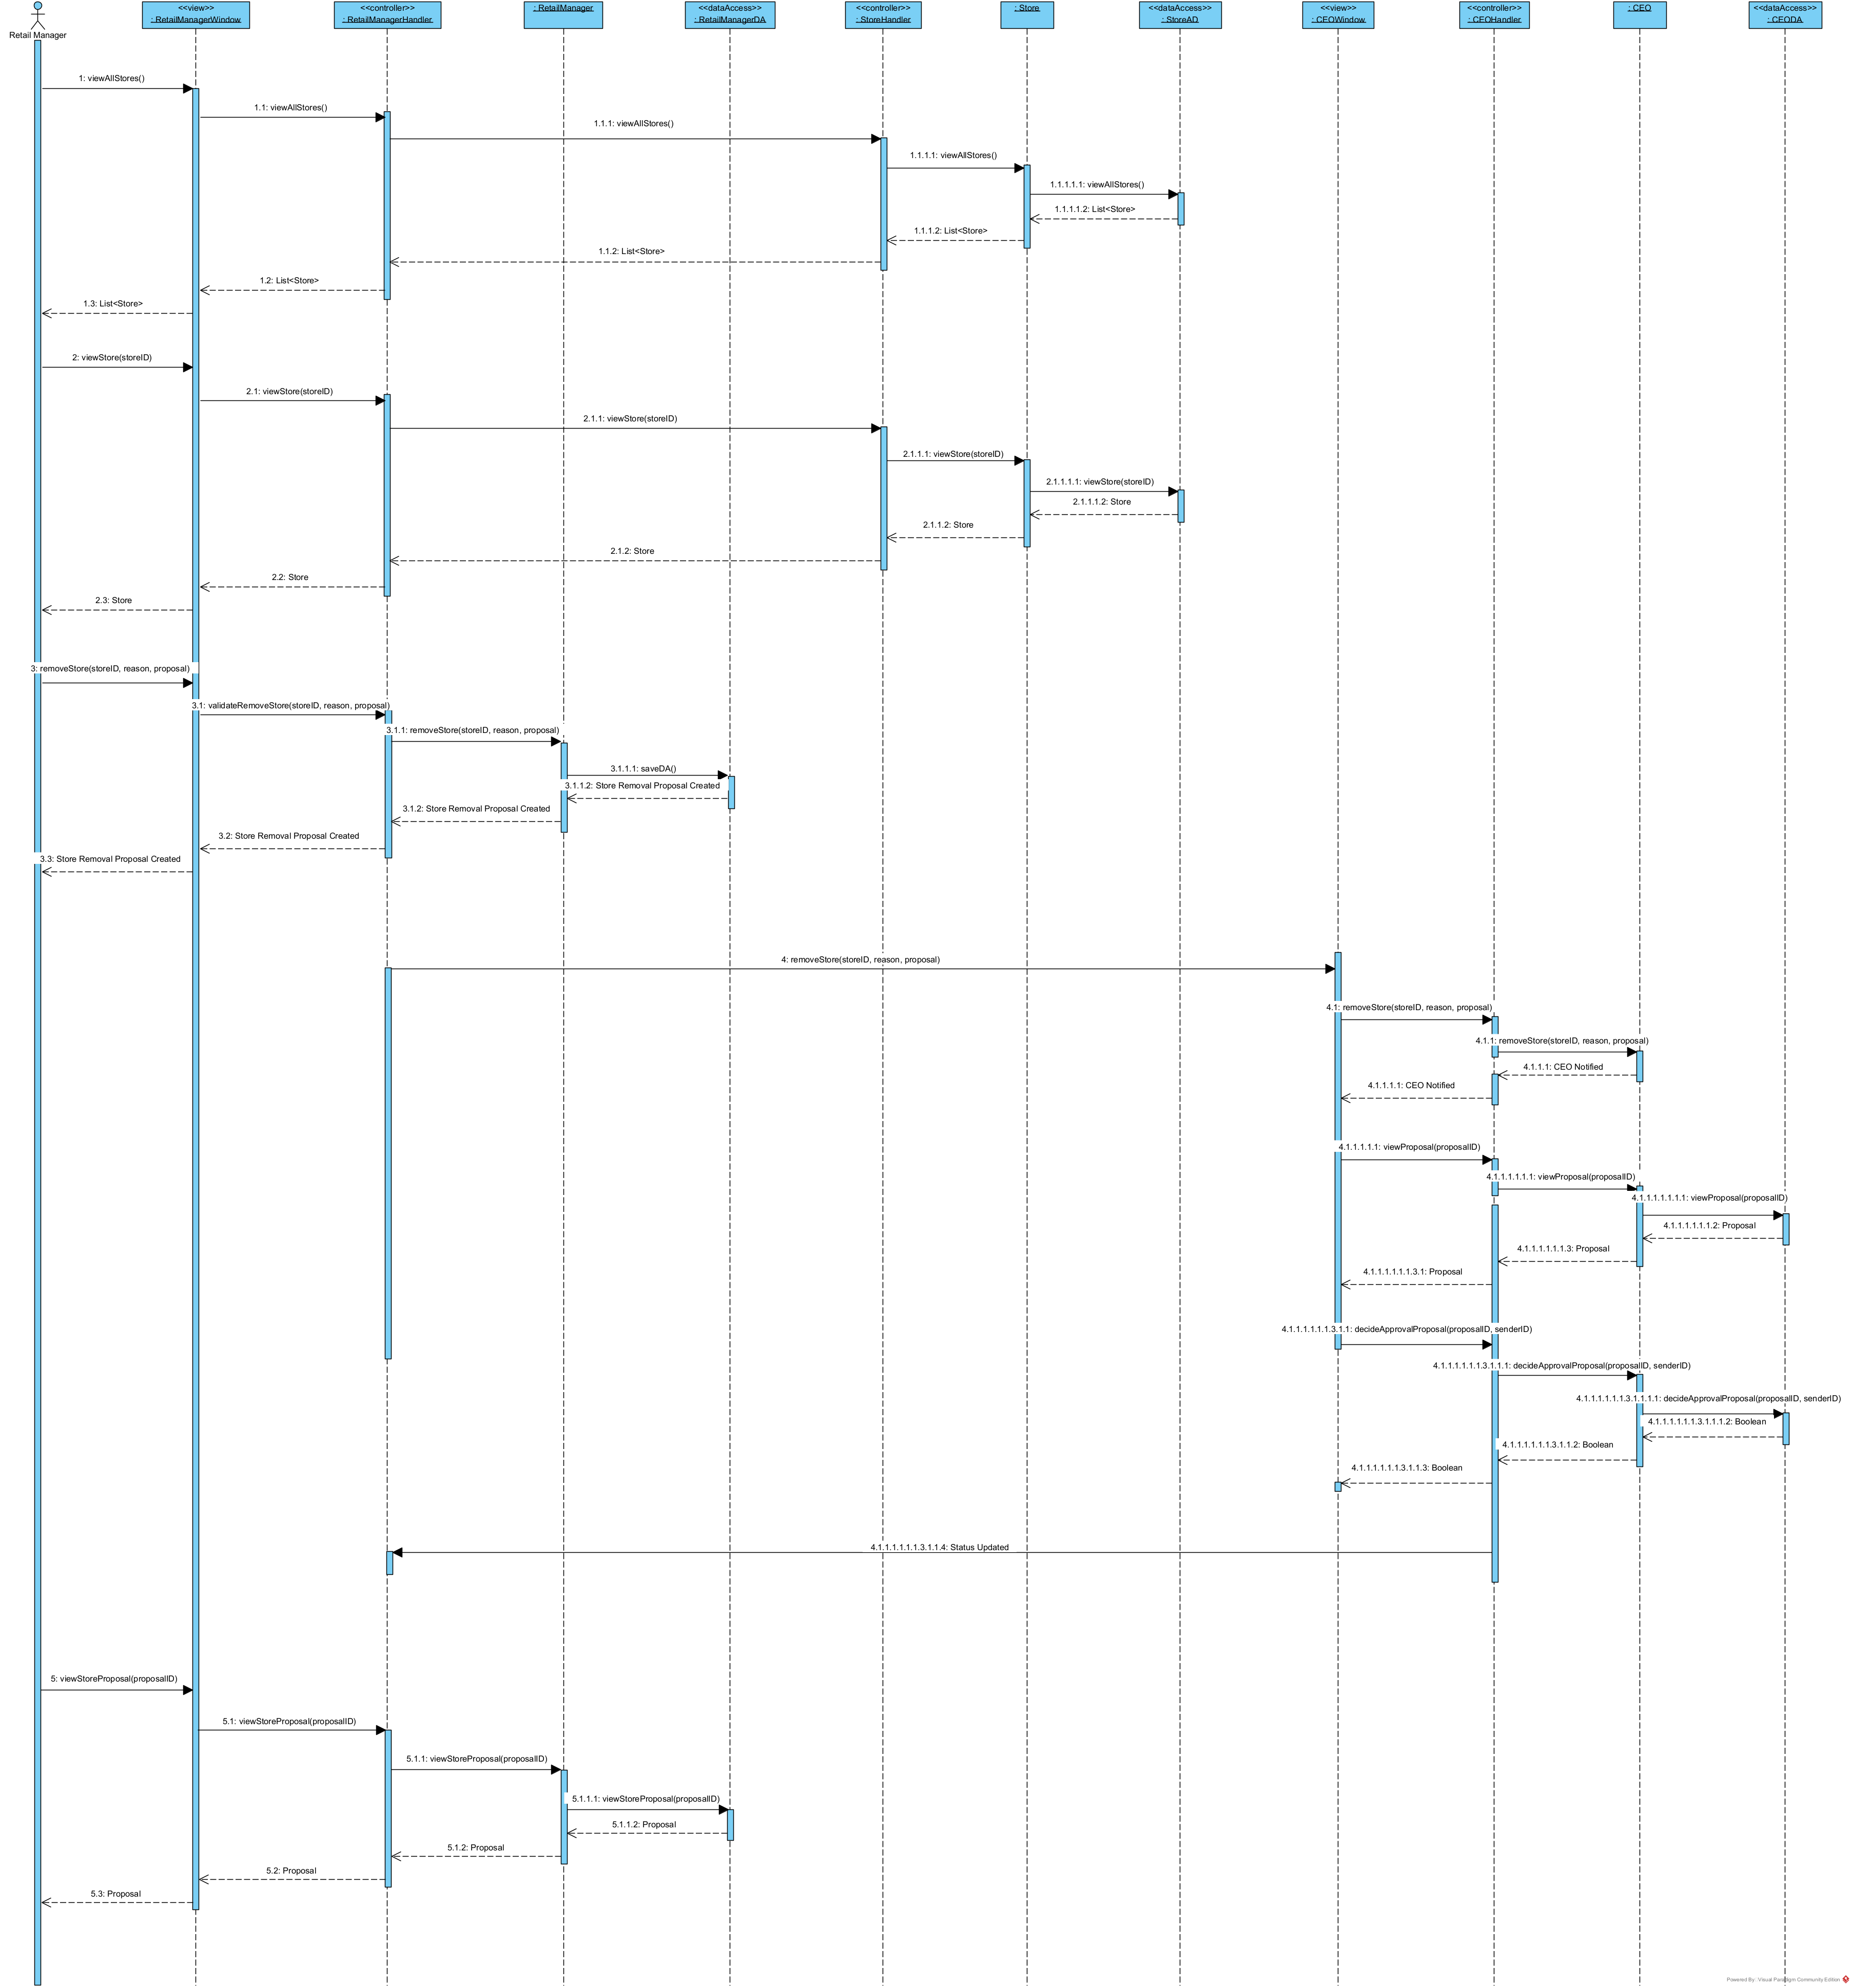 Retail Manager
<<view>>
: RetailManagerWindow
<<controller>>
: RetailManagerHandler
: RetailManager
<<dataAccess>>
: RetailManagerDA
<<controller>>
: StoreHandler
: Store
<<dataAccess>>
: StoreAD
<<view>>
: CEOWindow
<<controller>>
: CEOHandler
: CEO
<<dataAccess>>
: CEODA
1: viewAllStores()
1.1: viewAllStores()
1.1.1: viewAllStores()
1.1.1.1: viewAllStores()
1.1.1.1.1: viewAllStores()
1.1.1.1.2: List<Store>
1.1.1.2: List<Store>
1.1.2: List<Store>
1.2: List<Store>
1.3: List<Store>
2: viewStore(storeID)
2.1: viewStore(storeID)
2.1.1: viewStore(storeID)
2.1.1.1: viewStore(storeID)
2.1.1.1.1: viewStore(storeID)
2.1.1.1.2: Store
2.1.1.2: Store
2.1.2: Store
2.2: Store
2.3: Store
3: removeStore(storeID, reason, proposal)
3.1: validateRemoveStore(storeID, reason, proposal)
3.1.1: removeStore(storeID, reason, proposal)
3.1.1.1: saveDA()
3.1.1.2: Store Removal Proposal Created
3.1.2: Store Removal Proposal Created
3.2: Store Removal Proposal Created
3.3: Store Removal Proposal Created
4: removeStore(storeID, reason, proposal)
4.1: removeStore(storeID, reason, proposal)
4.1.1: removeStore(storeID, reason, proposal)
4.1.1.1: CEO Notified
4.1.1.1.1: CEO Notified
4.1.1.1.1.1: viewProposal(proposalID)
4.1.1.1.1.1.1: viewProposal(proposalID)
4.1.1.1.1.1.1.1: viewProposal(proposalID)
4.1.1.1.1.1.1.2: Proposal
4.1.1.1.1.1.1.3: Proposal
4.1.1.1.1.1.1.3.1: Proposal
4.1.1.1.1.1.1.3.1.1: decideApprovalProposal(proposalID, senderID)
4.1.1.1.1.1.1.3.1.1.1: decideApprovalProposal(proposalID, senderID)
4.1.1.1.1.1.1.3.1.1.1.1: decideApprovalProposal(proposalID, senderID)
4.1.1.1.1.1.1.3.1.1.1.2: Boolean
4.1.1.1.1.1.1.3.1.1.2: Boolean
4.1.1.1.1.1.1.3.1.1.3: Boolean
4.1.1.1.1.1.1.3.1.1.4: Status Updated
5: viewStoreProposal(proposalID)
5.1: viewStoreProposal(proposalID)
5.1.1: viewStoreProposal(proposalID)
5.1.1.1: viewStoreProposal(proposalID)
5.1.1.2: Proposal
5.1.2: Proposal
5.2: Proposal
5.3: Proposal
Powered By: Visual Paradigm Community Edition